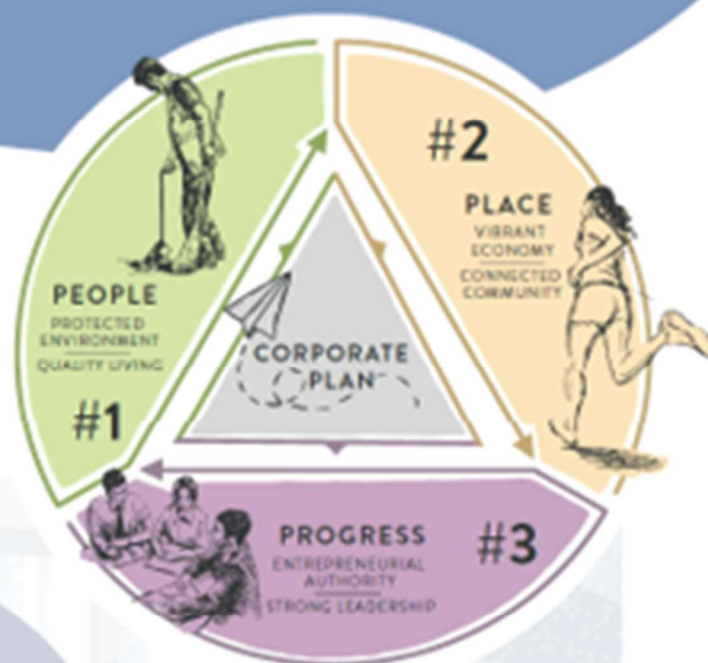 PEOPLE
PROTECTED
ENVIRONMENT
QUALITY LIVING
#1
#2
PLACE
VIBRANT
ECONOMY
CONNECTED
COMMUNITY
CORPORATE
PLAN
PROGRESS
#3
ENTREPRENEURIAL
AUTHORITY
STRONG LEADERSHIP